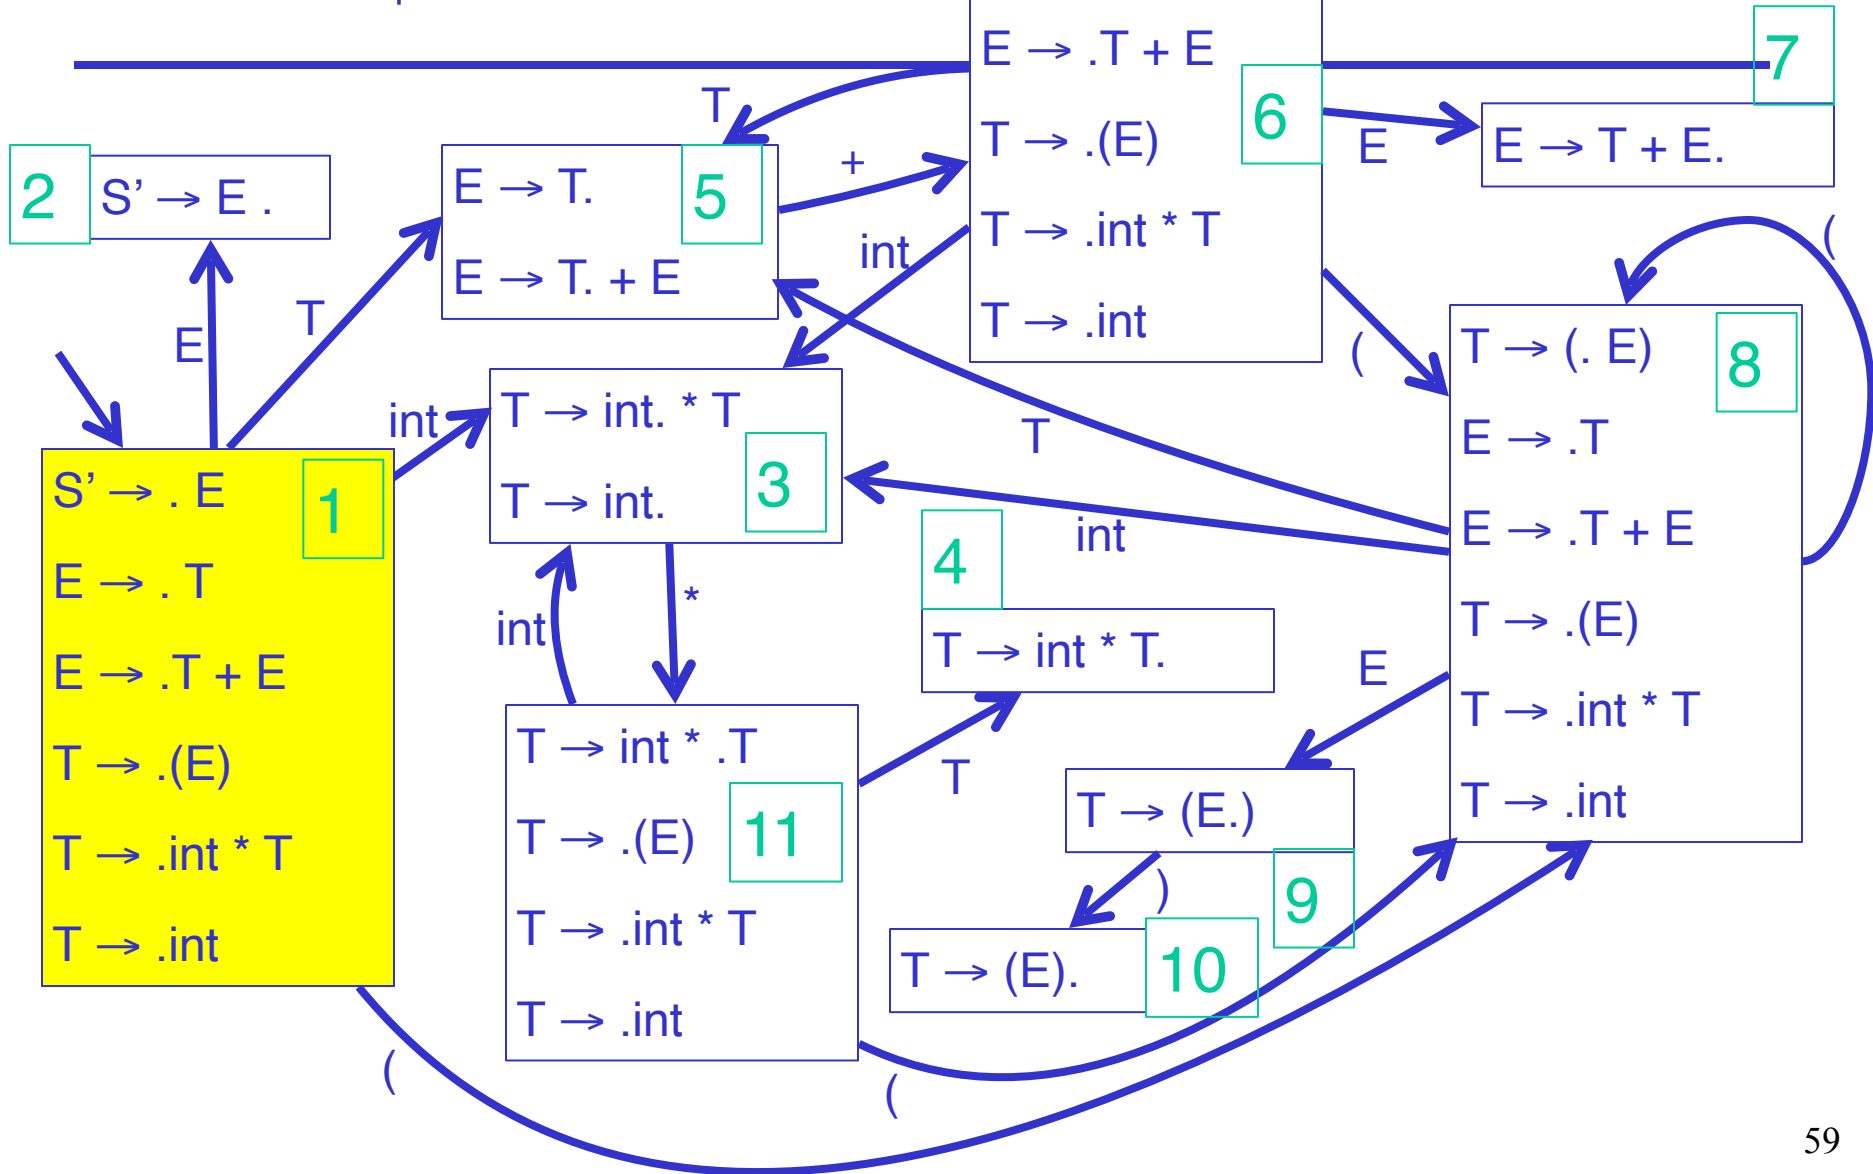 E → .T + E
7
T
6
T → .(E)
E
E → T + E.
2
S’ → E .
E → T.
5
+
T → .int * T
int
(
E → T. + E
T → .int
T
E
(
T → (. E)
8
int
T → int. * T
T
E → .T
S’ → . E
1
T → int.
3
int
E → .T + E
4
E → . T
int
*
T → .(E)
T → int * T.
E
E → .T + E
T → .int * T
T → int * .T
T
T → (E.)
T → .int
T → .(E)
T → .(E)
11
)
9
T → .int * T
T → .int * T
T → (E).
10
T → .int
T → .int
(
(
59